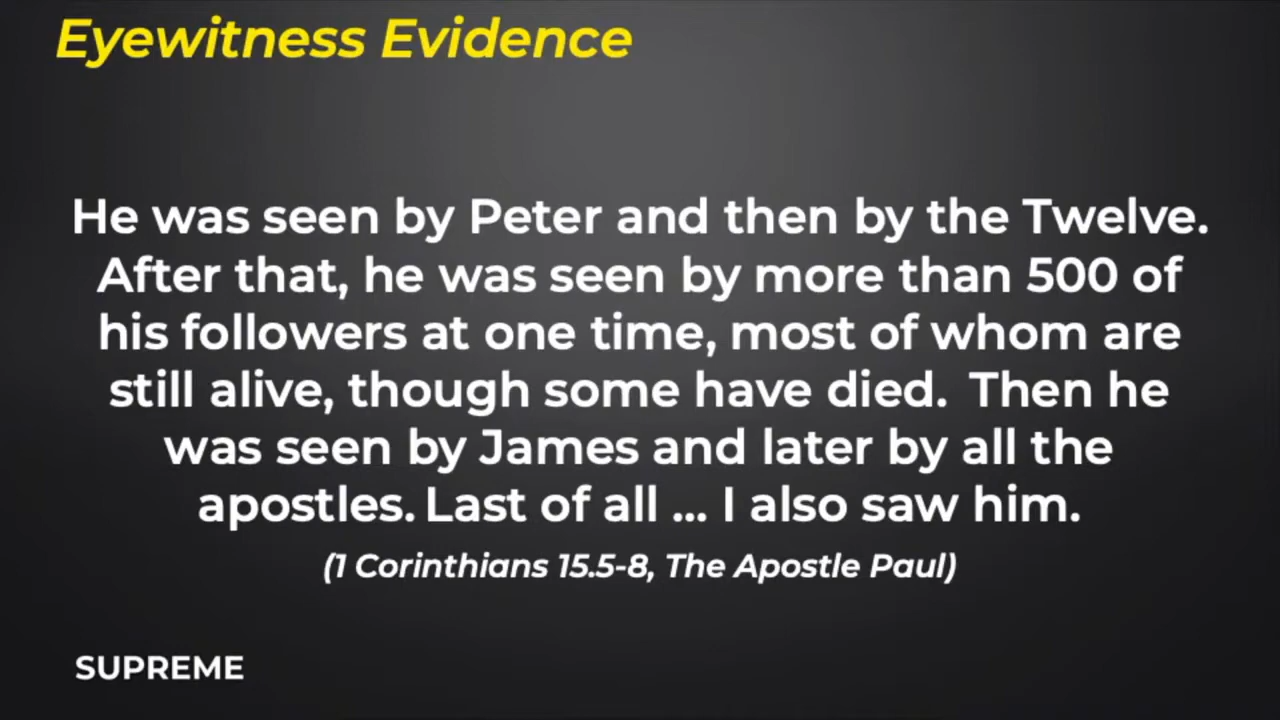 Eyewitness Evidence
He was seen by Peter and then by the Twelve.
After that, he was seen by more than 500 of
his followers at one time, most of whom are
still alive, though some have died.  Then he
was seen by James and later by all the
apostles. Last of all ... I also saw him.
(1 Corinthians 15.5-8, The Apostle Paul)
SUPREME